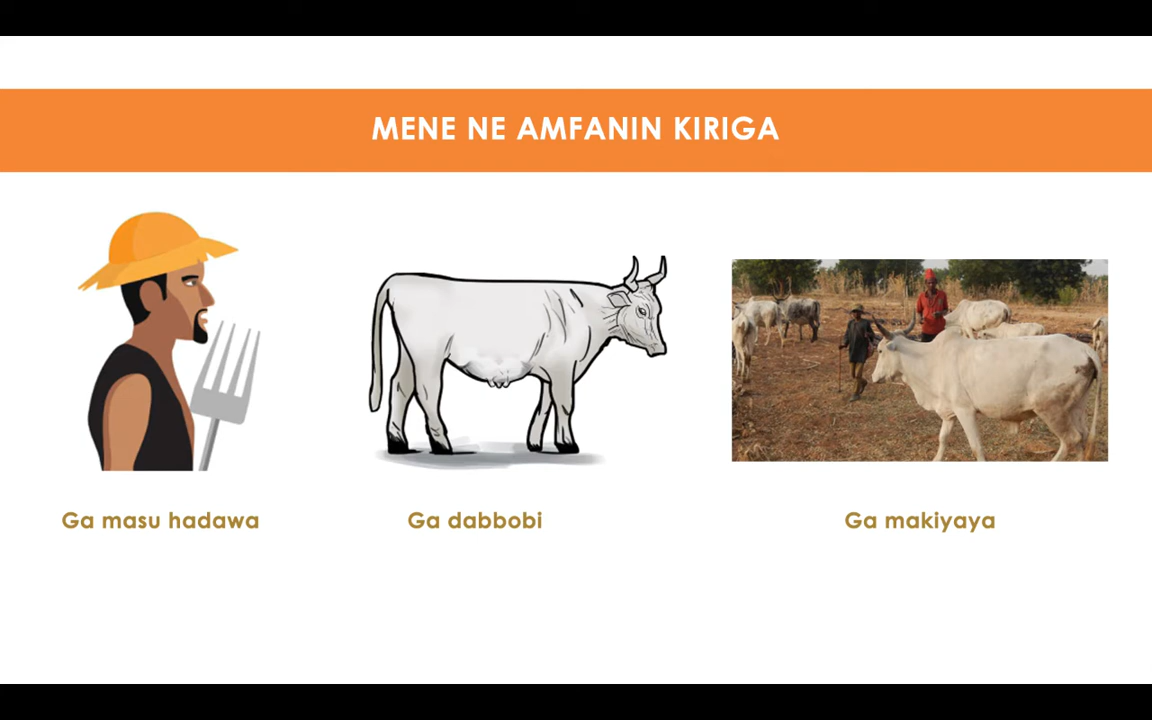 MENE NE AMFANIN KIRIGA
Ga masu hadawa
Ga dabbobi
Ga makiyaya